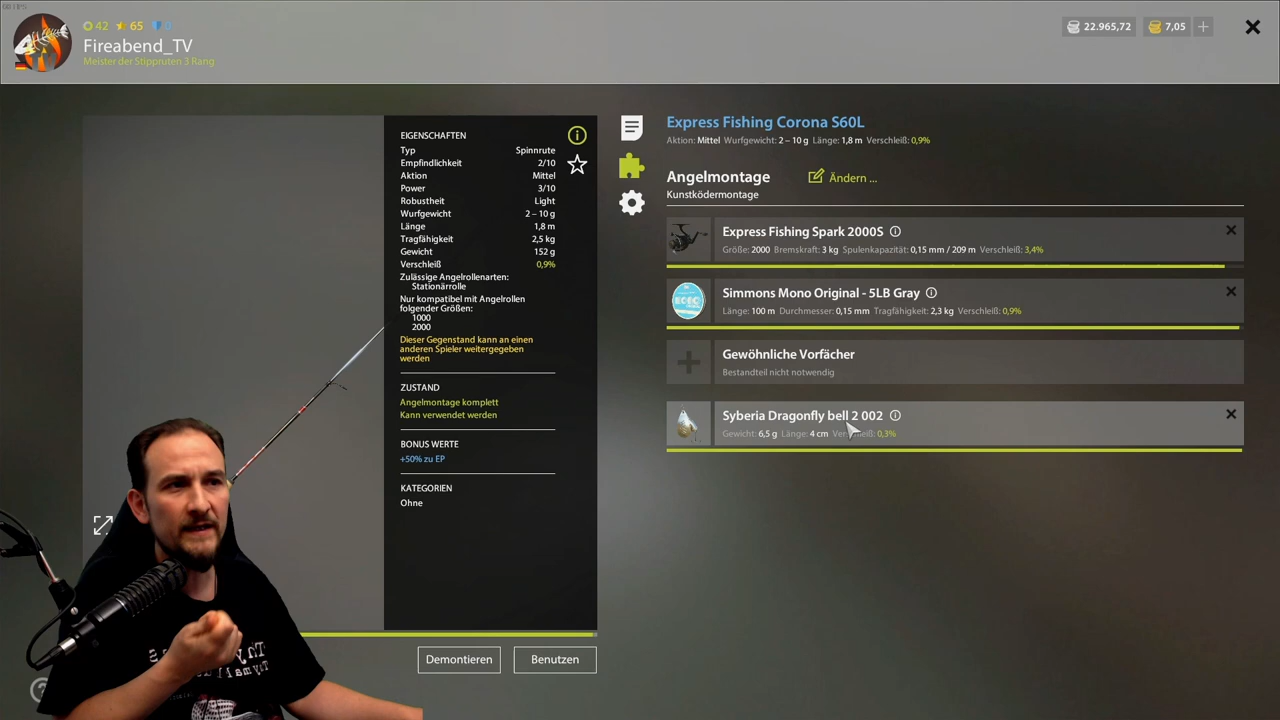 42 65
Fireabend_TV
Meister der Stippruten 3 Rang
22.965,72 7,05
EIGENSCHAFTEN
Typ Spinnrute
Empfindlichkeit 2/10
Aktion Mittel
Power 3/10
Robustheit Light
Wurfgewicht 2 – 10 g
Länge 1,8 m
Tragfähigkeit 2,5 kg
Gewicht 152 g
Verschleiß 0,9%
Zulässige Angelrollenarten:
Stationärrolle
Nur kompatibel mit Angelrollen
folgender Größen:
1000
2000
Dieser Gegenstand kann an einen
anderen Spieler weitergegeben
werden
ZUSTAND
Angelmontage komplett
Kann verwendet werden
BONUS WERTE
+50% zu EP
KATEGORIEN
Ohne
Demontieren Benutzen
Express Fishing Corona S60L
Aktion: Mittel Wurfgewicht: 2 – 10 g Länge: 1,8 m Verschleiß: 0,9%
Angelmontage Ändern ...
Kunstködermontage
Express Fishing Spark 2000S
Größe: 2000 Bremskraft: 3 kg Spulenkapazität: 0,15 mm / 209 m Verschleiß: 3,4%
Simmons Mono Original - 5LB Gray
Länge: 100 m Durchmesser: 0,15 mm Tragfähigkeit: 2,3 kg Verschleiß: 0,9%
Gewöhnliche Vorfächer
Bestandteil nicht notwendig
Syberia Dragonfly bell 2 002
Gewicht: 6,5 g Länge: 4 cm Verschleiß: 0,3%